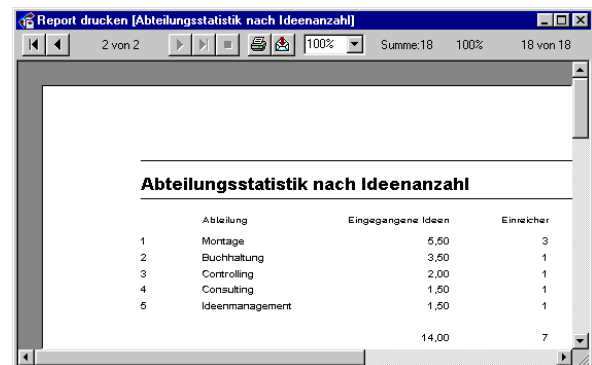 Report drucken [Abteilungsstatistik nach Ideenanzahl]
2 von 2 100% Summe:18 100% 18 von 18
Abteilungsstatistik nach Ideenanzahl
Abteilung Eingegangene Ideen Einreicher
1 Montage 5,50 3
2 Buchhaltung 3,50 1
3 Controlling 2,00 1
4 Consulting 1,50 1
5 Ideenmanagement 1,50 1
14,00 7